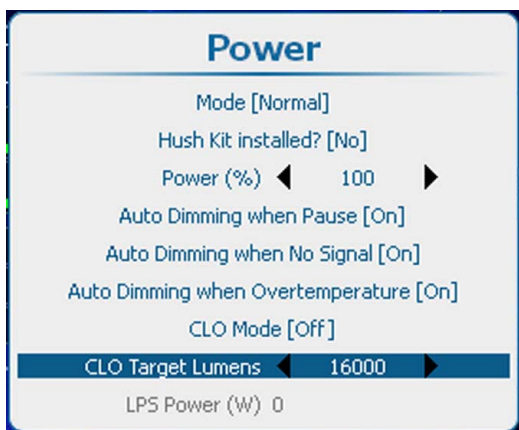 Power
Mode [Normal]
Hush Kit installed? [No]
Power (%) 100
Auto Dimming when Pause [On]
Auto Dimming when No Signal [On]
Auto Dimming when Overtemperature [On]
CLO Mode [Off]
CLO Target Lumens 16000
LPS Power (W) 0